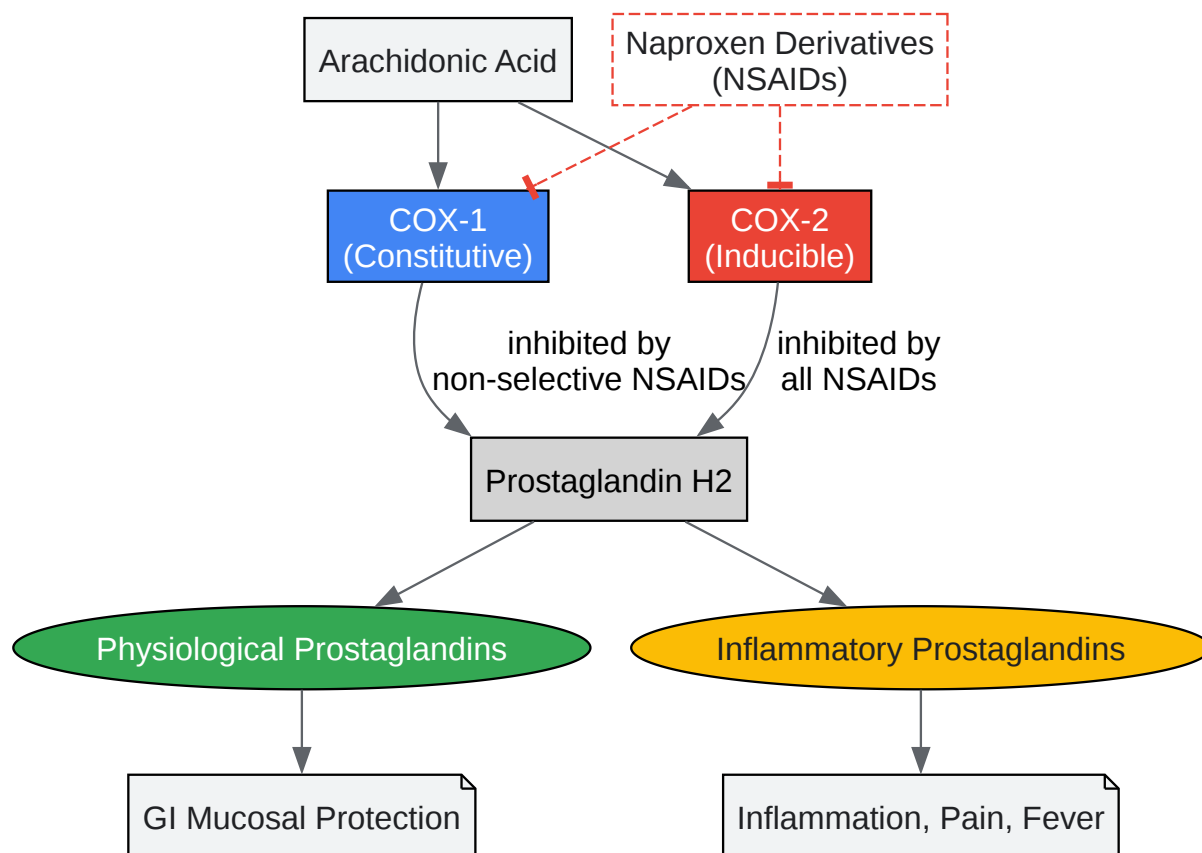 Arachidonic Acid
Naproxen Derivatives
(NSAIDs)
COX-1
(Constitutive)
COX-2
(Inducible)
inhibited by
non-selective NSAIDs
inhibited by
all NSAIDs
Prostaglandin H2
Physiological Prostaglandins
Inflammatory Prostaglandins
GI Mucosal Protection
Inflammation, Pain, Fever